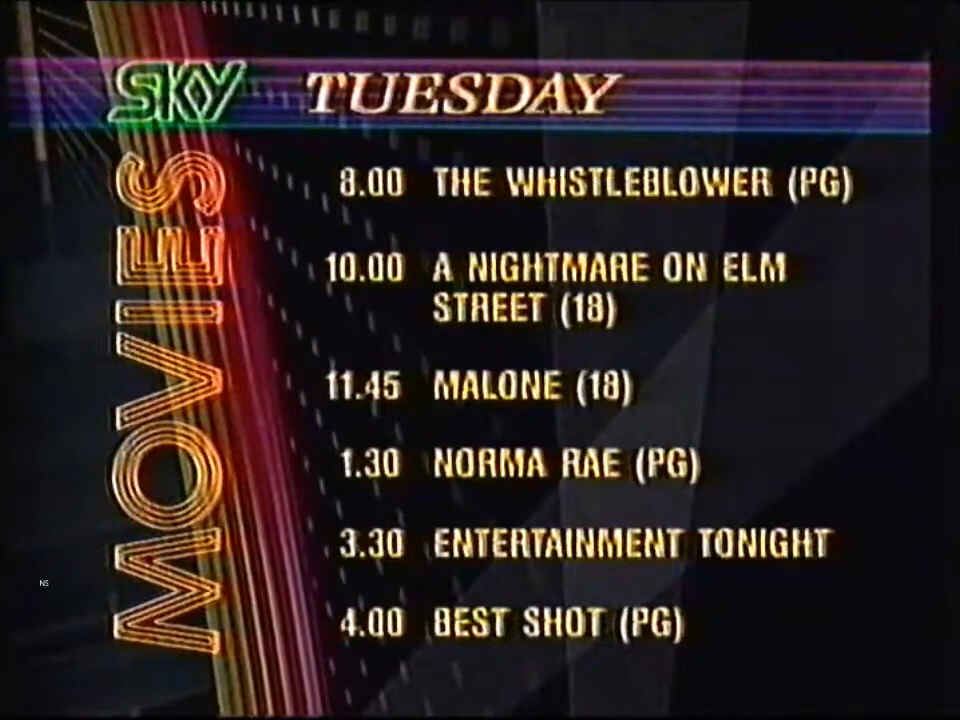 SKY TUESDAY
MOVIES
8.00 THE WHISTLEBLOWER (PG)
10.00 A NIGHTMARE ON ELM
STREET (18)
11.45 MALONE (18)
1.30 NORMA RAE (PG)
3.30 ENTERTAINMENT TONIGHT
4.00 BEST SHOT (PG)
NS